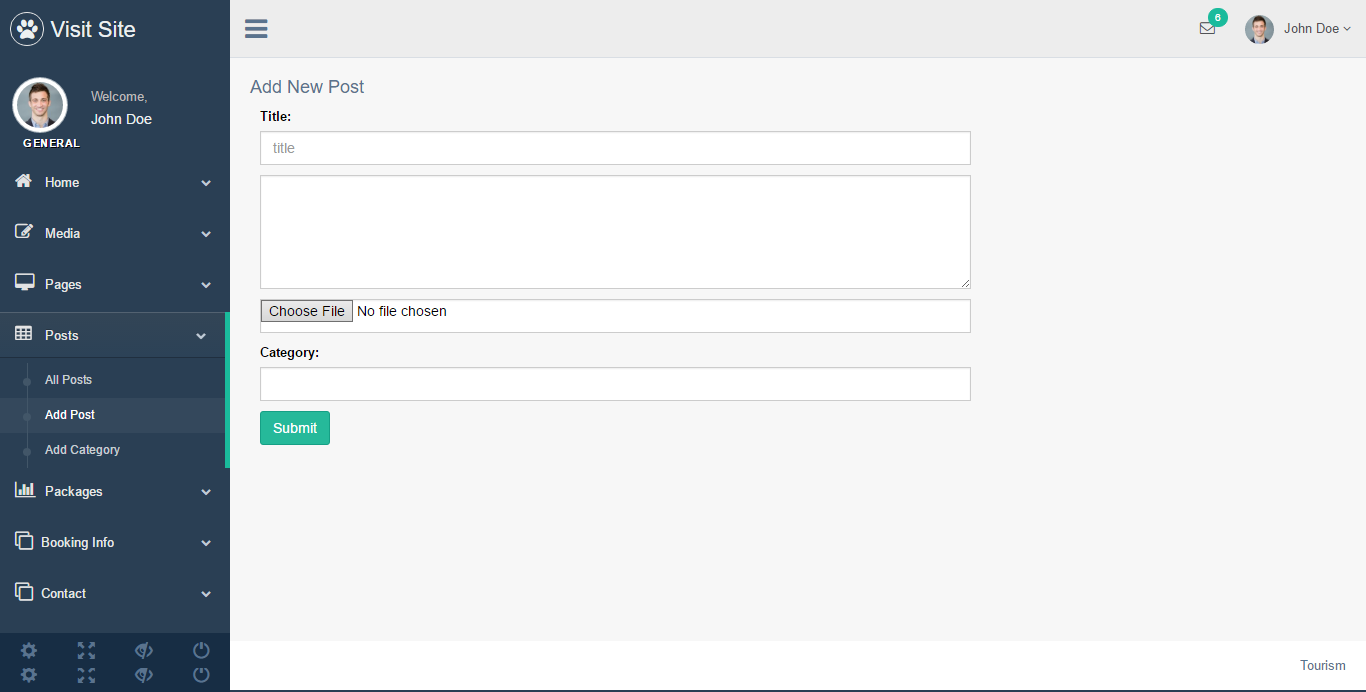 Visit Site
Welcome,
John Doe
GENERAL
Home
Media
Pages
Posts
All Posts
Add Post
Add Category
Packages
Booking Info
Contact
6
John Doe
Add New Post
Title:
title
Choose File No file chosen
Category:
Submit
Tourism